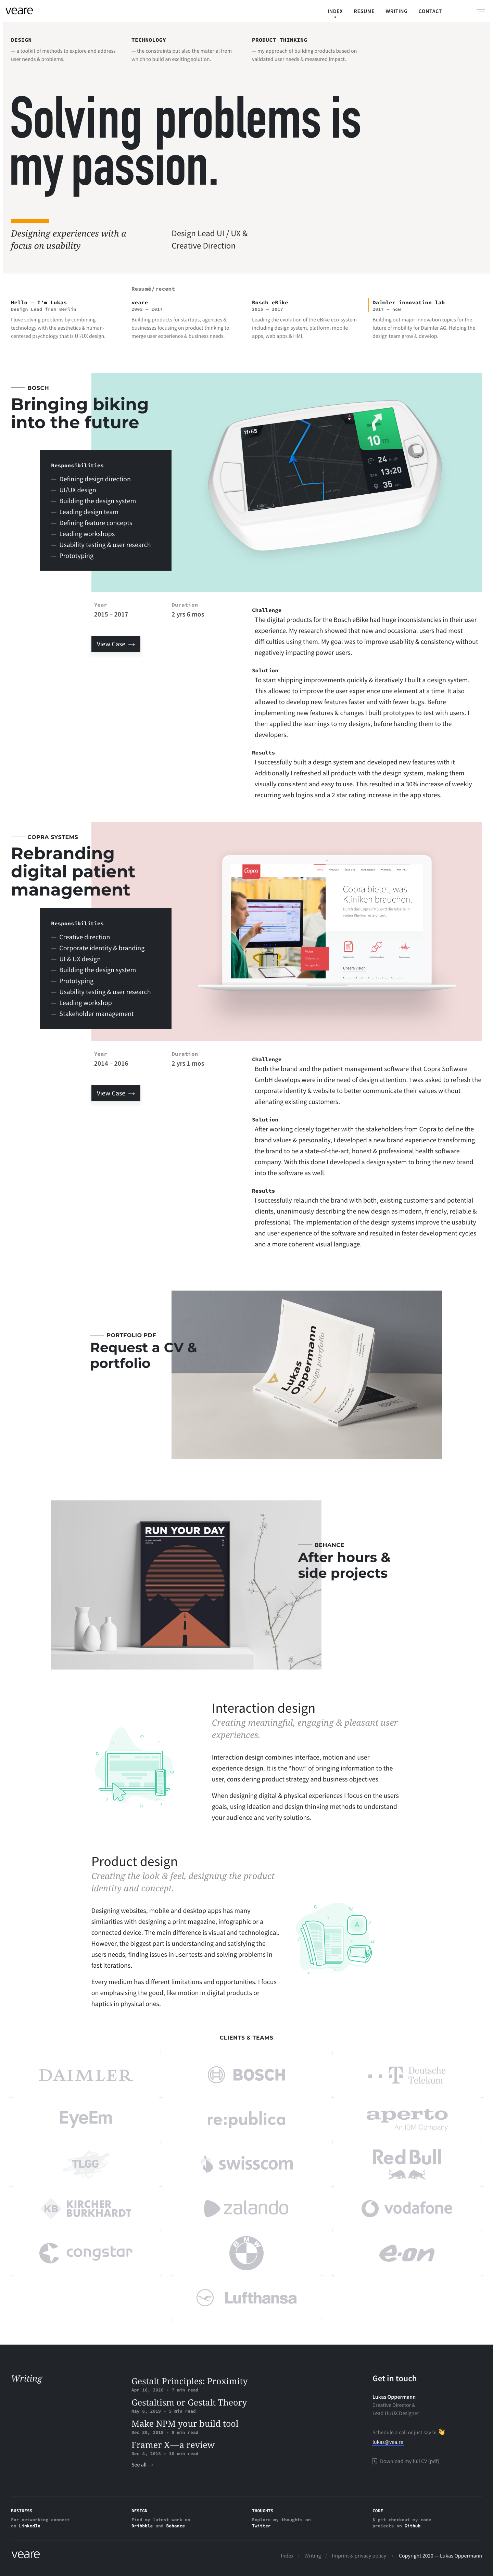 veare
INDEX RESUME WRITING CONTACT
DESIGN
— a toolkit of methods to explore and address
user needs & problems.
TECHNOLOGY
— the constraints but also the material from
which to build an exciting solution.
PRODUCT THINKING
— my approach of building products based on
validated user needs & measured impact.
Solving problems is
my passion.
Designing experiences with a
focus on usability
Design Lead UI / UX &
Creative Direction
Resumé/recent
Hello — I'm Lukas
Design Lead from Berlin
I love solving problems by combining
technology with the aesthetics & human-
centered psychology that is UI/UX design.
veare
2005 — 2017
Building products for startups, agencies &
businesses focusing on product thinking to
merge user experience & business needs.
Bosch eBike
2015 — 2017
Leading the evolution of the eBike eco-system
including design system, platform, mobile
apps, web apps & HMI.
Daimler innovation lab
2017 — now
Building out major innovation topics for the
future of mobility for Daimler AG. Helping the
design team grow & develop.
BOSCH
Bringing biking
into the future
11:55
10 m
24
13:20
35
Responsibilities
— Defining design direction
— UI/UX design
— Building the design system
— Leading design team
— Defining feature concepts
— Leading workshops
— Usability testing & user research
— Prototyping
Year
2015 – 2017
Duration
2 yrs 6 mos
View Case →
Challenge
The digital products for the Bosch eBike had huge inconsistencies in their user
experience. My research showed that new and occasional users had most
difficulties using them. My goal was to improve usability & consistency without
negatively impacting power users.
Solution
To start shipping improvements quickly & iteratively I built a design system.
This allowed to improve the user experience one element at a time. It also
allowed to develop new features faster and with fewer bugs. Before
implementing new features & changes I built prototypes to test with users. I
then applied the learnings to my designs, before handing them to the
developers.
Results
I successfully built a design system and developed new features with it.
Additionally I refreshed all products with the design system, making them
visually consistent and easy to use. This resulted in a 30% increase of weekly
recurring web logins and a 2 star rating increase in the app stores.
COPRA SYSTEMS
Rebranding
digital patient
management
Copra
Copra bietet, was
Kliniken brauchen.
Unsere Vision
Responsibilities
— Creative direction
— Corporate identity & branding
— UI & UX design
— Building the design system
— Prototyping
— Usability testing & user research
— Leading workshop
— Stakeholder management
Year
2014 – 2016
Duration
2 yrs 1 mos
View Case →
Challenge
Both the brand and the patient management software that Copra Software
GmbH develops were in dire need of design attention. I was asked to refresh the
corporate identity & website to better communicate their values without
alienating existing customers.
Solution
After working closely together with the stakeholders from Copra to define the
brand values & personality, I developed a new brand experience transforming
the brand to be a state-of-the-art, honest & professional health software
company. With this done I developed a design system to bring the new brand
into the software as well.
Results
I successfully relaunch the brand with both, existing customers and potential
clients, unanimously describing the new design as modern, friendly, reliable &
professional. The implementation of the design systems improve the usability
and user experience of the software and resulted in faster development cycles
and a more coherent visual language.
PORTFOLIO PDF
Request a CV &
portfolio
Lukas
Oppermann
Design portfolio
RUN YOUR DAY
BEHANCE
After hours &
side projects
Interaction design
Creating meaningful, engaging & pleasant user
experiences.
Interaction design combines interface, motion and user
experience design. It is the "how" of bringing information to the
user, considering product strategy and business objectives.
When designing digital & physical experiences I focus on the users
goals, using ideation and design thinking methods to understand
your audience and verify solutions.
Product design
Creating the look & feel, designing the product
identity and concept.
Designing websites, mobile and desktop apps has many
similarities with designing a print magazine, infographic or a
connected device. The main difference is visual and technological.
However, the biggest part is understanding and satisfying the
users needs, finding issues in user tests and solving problems in
fast iterations.
Every medium has different limitations and opportunities. I focus
on emphasising the good, like motion in digital products or
haptics in physical ones.
CLIENTS & TEAMS
DAIMLER
BOSCH
T Deutsche
Telekom
EyeEm
re:publica
aperto
An IBM Company
TLGG
swisscom
Red Bull
KB KIRCHER
BURKHARDT
zalando
vodafone
congstar
BMW
e·on
Lufthansa
Writing
Gestalt Principles: Proximity
Apr 16, 2020 - 7 min read
Gestaltism or Gestalt Theory
May 6, 2019 - 5 min read
Make NPM your build tool
Dec 30, 2018 - 8 min read
Framer X—a review
Dec 4, 2018 - 10 min read
See all →
Get in touch
Lukas Oppermann
Creative Director &
Lead UI/UX Designer
Schedule a call or just say hi 👋
lukas@vea.re
Download my full CV (pdf)
BUSINESS
For networking connect
on LinkedIn
DESIGN
Find my latest work on
Dribbble and Behance
THOUGHTS
Explore my thoughts on
Twitter
CODE
$ git checkout my code
projects on Github
veare
Index / Writing / Imprint & privacy policy / Copyright 2020 — Lukas Oppermann